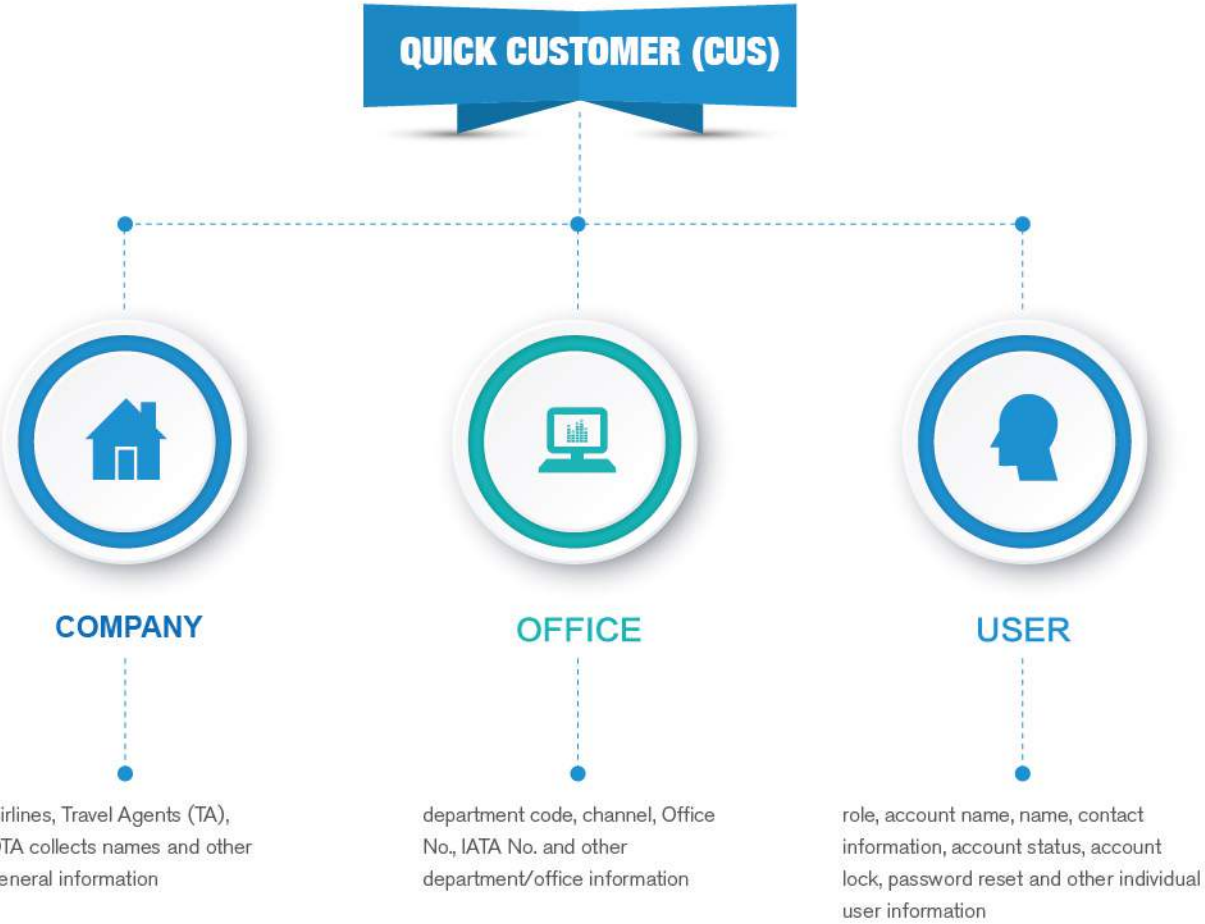 QUICK CUSTOMER (CUS)
COMPANY
OFFICE
USER
irlines, Travel Agents (TA),
TA collects names and other
eneral information
department code, channel, Office
No., IATA No. and other
department/office information
role, account name, name, contact
information, account status, account
lock, password reset and other individual
user information